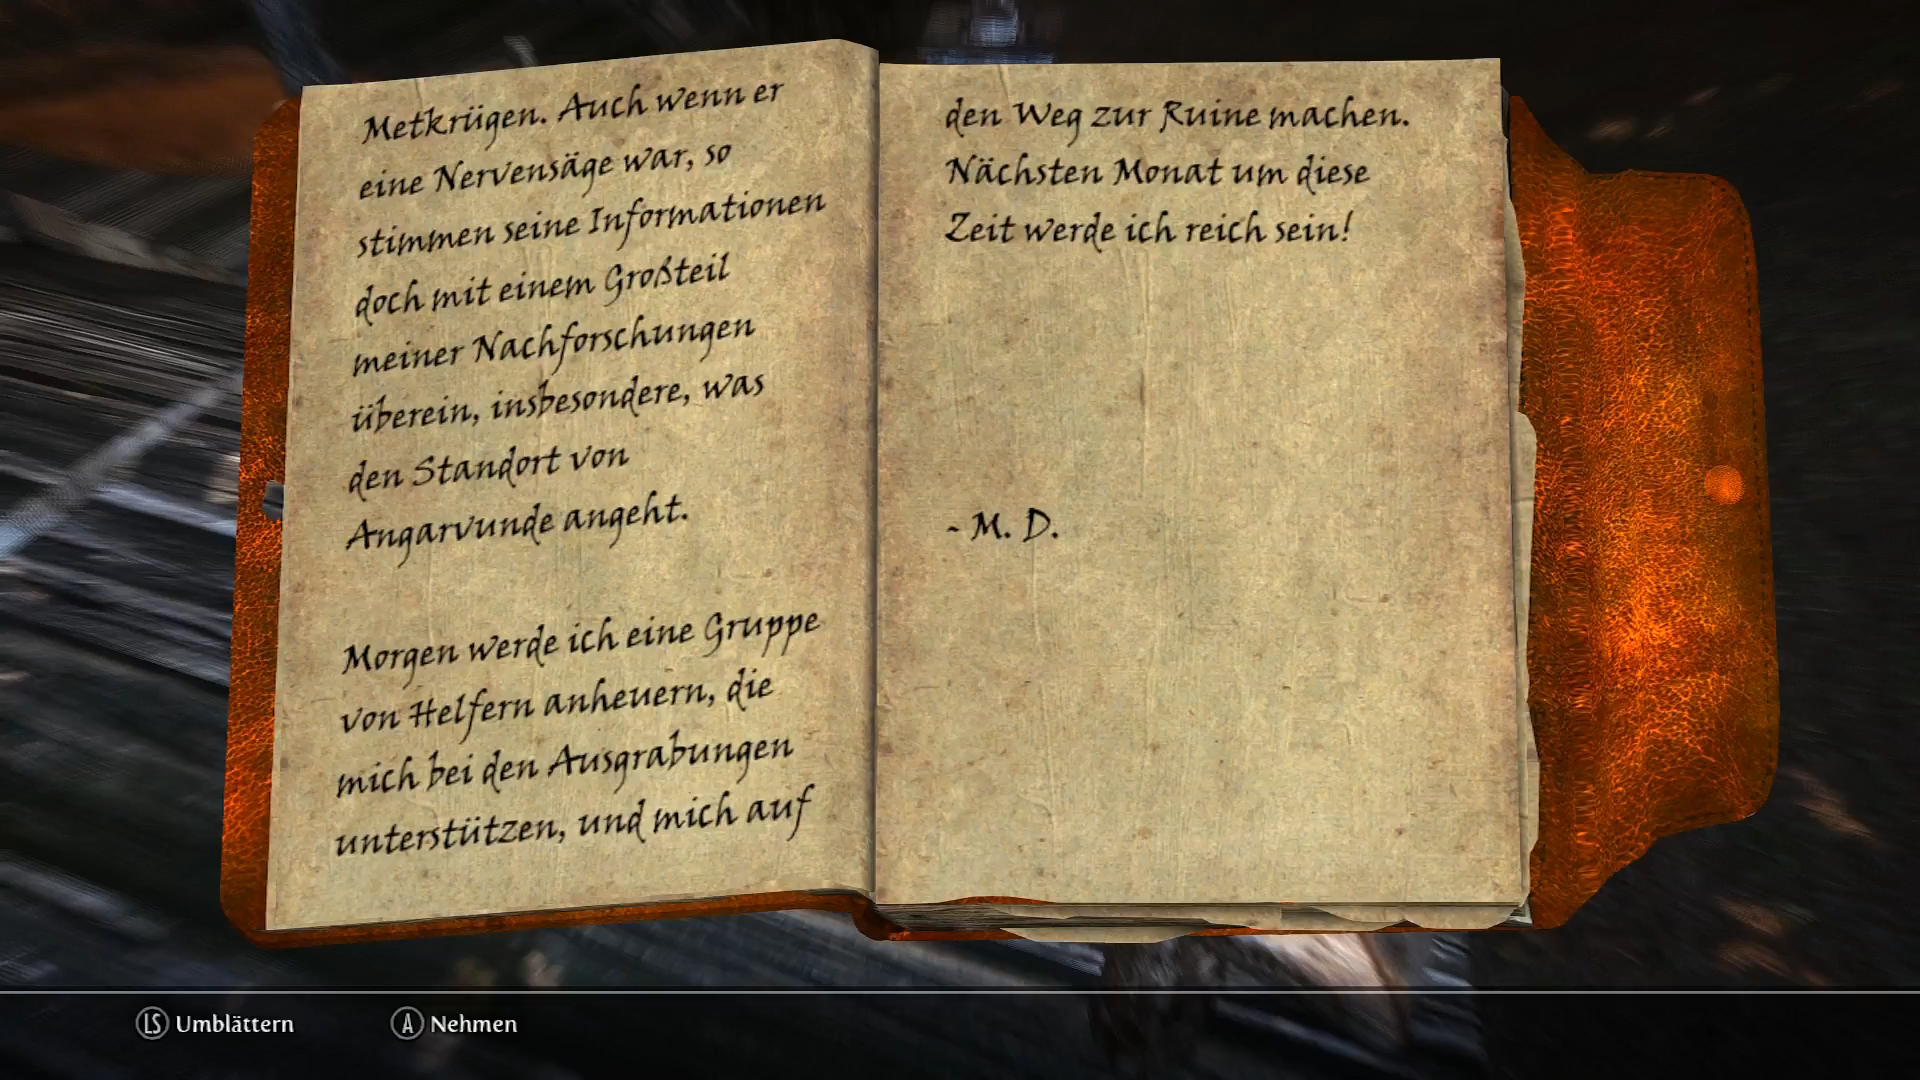 Metkrügen. Auch wenn er
eine Nervensäge war, so
stimmen seine Informationen
doch mit einem Großteil
meiner Nachforschungen
überein, insbesondere, was
den Standort von
Angarvunde angeht.
Morgen werde ich eine Gruppe
von Helfern anheuern, die
mich bei den Ausgrabungen
unterstützen, und mich auf
den Weg zur Ruine machen.
Nächsten Monat um diese
Zeit werde ich reich sein!
- M. D.
LS Umblättern
A Nehmen